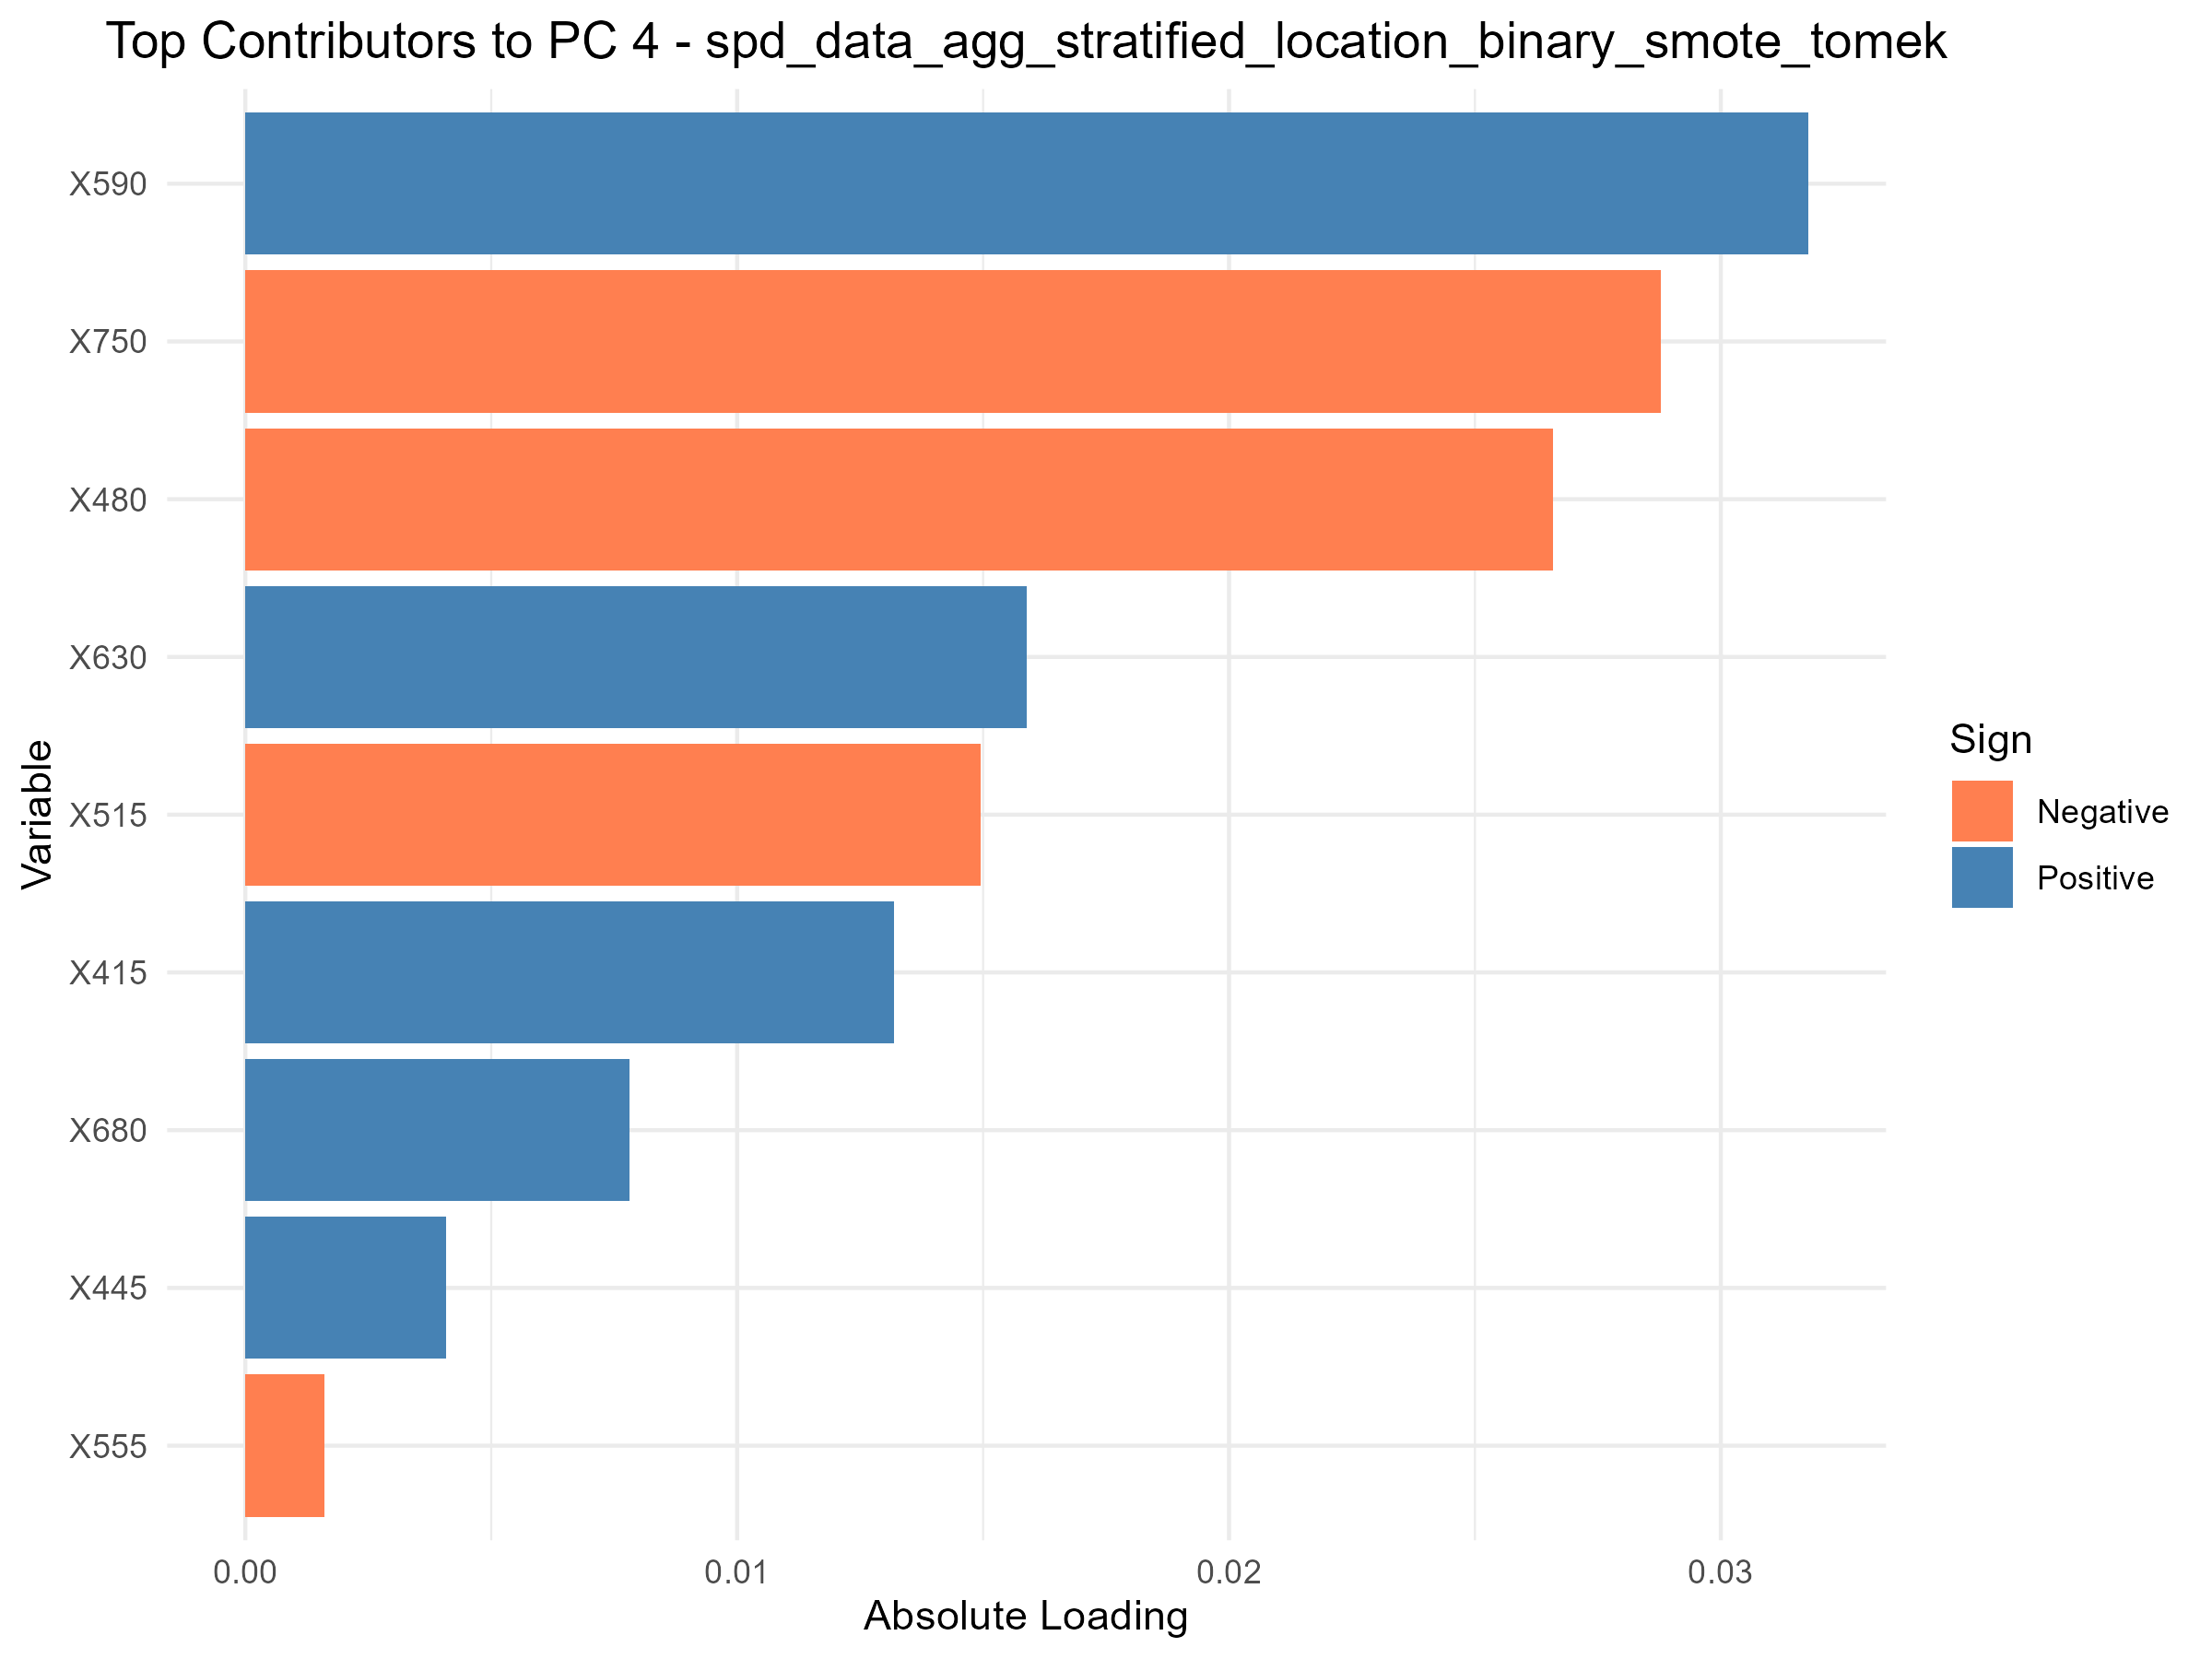 Top Contributors to PC 4 - spd_data_agg_stratified_location_binary_smote_tomek
Variable
X590
X750
X480
X630
X515
X415
X680
X445
X555
0.00 0.01 0.02 0.03
Absolute Loading
Sign
Negative
Positive